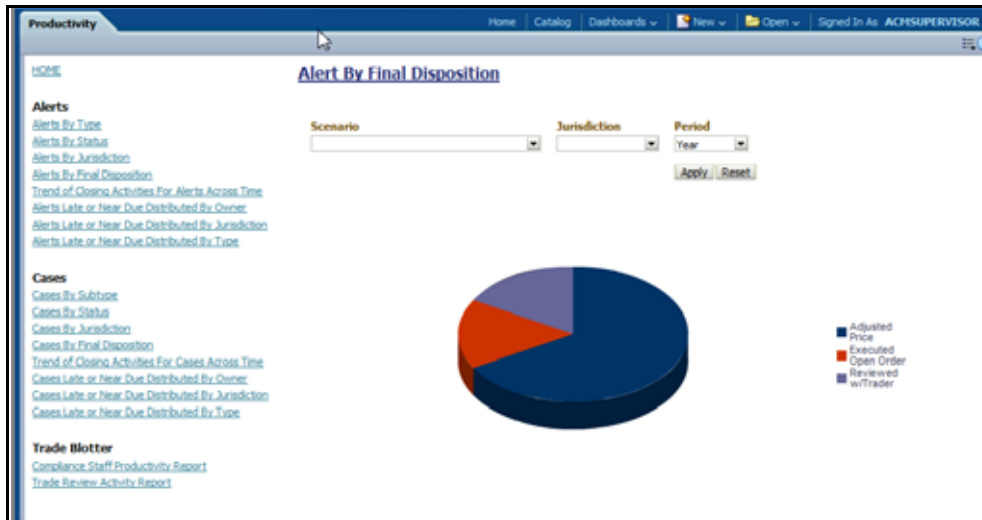 Productivity
Home Catalog Dashboards New Open Signed In As ACMSUPERVISOR
HOME
Alert By Final Disposition
Alerts
Alerts By Type
Alerts By Status
Alerts By Jurisdiction
Alerts By Final Disposition
Trend of Closing Activities For Alerts Across Time
Alerts Late or Near Due Distributed By Owner
Alerts Late or Near Due Distributed By Jurisdiction
Alerts Late or Near Due Distributed By Type
Scenario Jurisdiction Period
Year
Apply Reset
Cases
Cases By Subtype
Cases By Status
Cases By Jurisdiction
Cases By Final Disposition
Trend of Closing Activities For Cases Across Time
Cases Late or Near Due Distributed By Owner
Cases Late or Near Due Distributed By Jurisdiction
Cases Late or Near Due Distributed By Type
Adjusted
Price
Executed
Open Order
Reviewed
w/Trader
Trade Blotter
Compliance Staff Productivity Report
Trade Review Activity Report